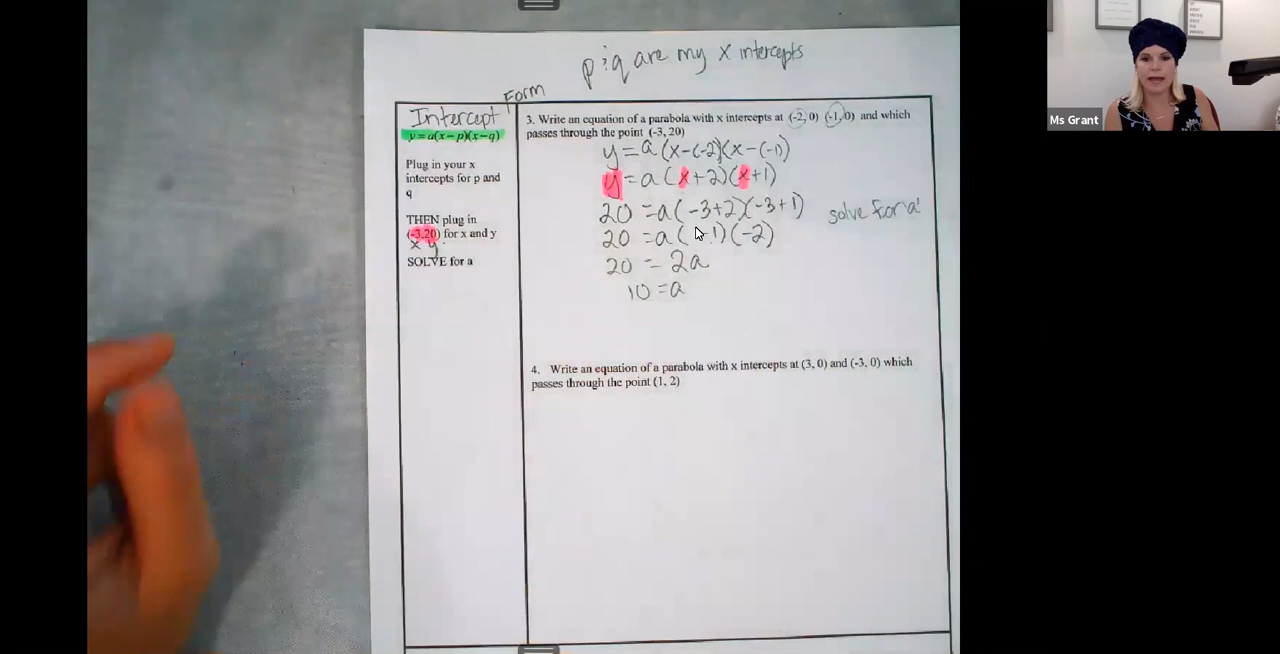 p & q are my x intercepts
Form
Intercept
y = a(x−p)(x−q)
Plug in your x
intercepts for p and
q
THEN plug in
(-3,20) for x and y
x y
SOLVE for a
3. Write an equation of a parabola with x intercepts at (-2, 0) (-1, 0) and which
passes through the point (-3, 20)
y = a (x-(-2)(x-(-1)
y = a (x+2)(x+1)
20 = a(-3+2)(-3+1)
solve for 'a'
20 = a(-1)(-2)
20 = 2a
10 = a
4. Write an equation of a parabola with x intercepts at (3, 0) and (-3, 0) which
passes through the point (1, 2)
Ms Grant